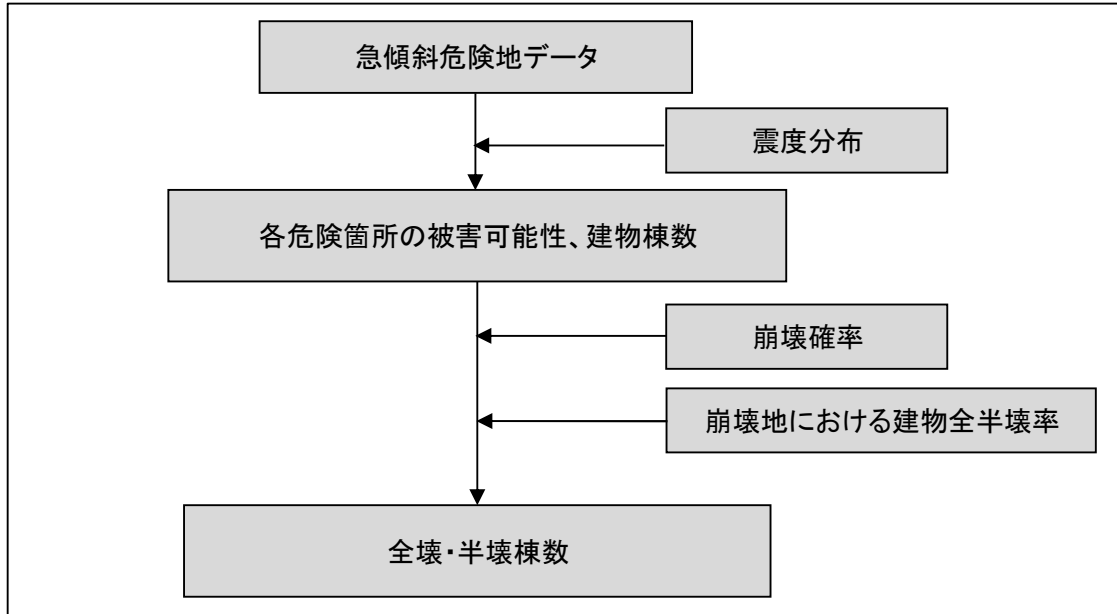 急傾斜危険地データ
震度分布
各危険箇所の被害可能性、建物棟数
崩壊確率
崩壊地における建物全半壊率
全壊・半壊棟数